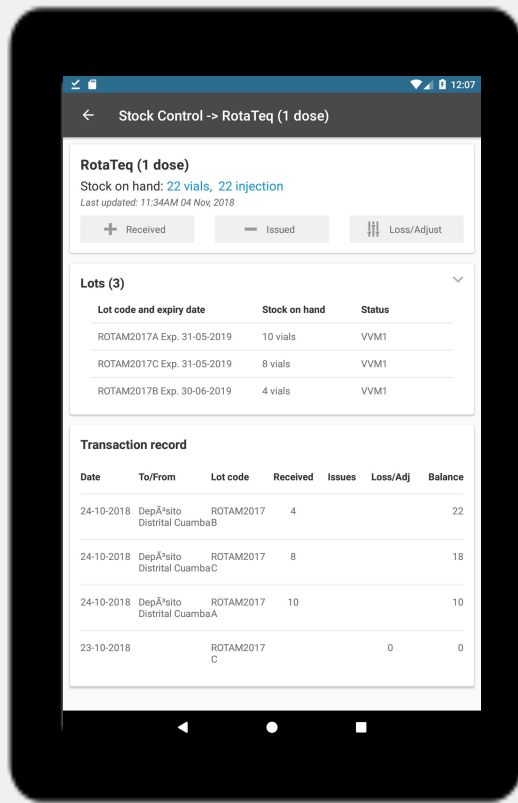 12:07
Stock Control -> RotaTeq (1 dose)
RotaTeq (1 dose)
Stock on hand: 22 vials, 22 injection
Last updated: 11:34AM 04 Nov, 2018
Received Issued Loss/Adjust
Lots (3)
Lot code and expiry date Stock on hand Status
ROTAM2017A Exp. 31-05-2019 10 vials VVM1
ROTAM2017C Exp. 31-05-2019 8 vials VVM1
ROTAM2017B Exp. 30-06-2019 4 vials VVM1
Transaction record
Date To/From Lot code Received Issues Loss/Adj Balance
24-10-2018 DepÃ³sito ROTAM2017 4 22
Distrital Cuamba B
24-10-2018 DepÃ³sito ROTAM2017 8 18
Distrital Cuamba C
24-10-2018 DepÃ³sito ROTAM2017 10 10
Distrital Cuamba A
23-10-2018 ROTAM2017 0 0
C